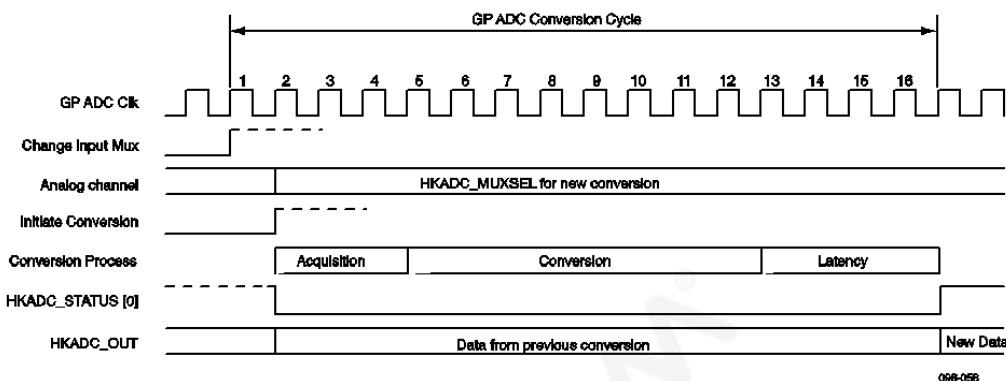 GP ADC Conversion Cycle
1 2 3 4 5 6 7 8 9 10 11 12 13 14 15 16
GP ADC Clk
Change Input Mux
Analog channel HKADC_MUXSEL for new conversion
Initiate Conversion
Conversion Process Acquisition Conversion Latency
HKADC_STATUS [0]
HKADC_OUT Data from previous conversion New Data
096-056